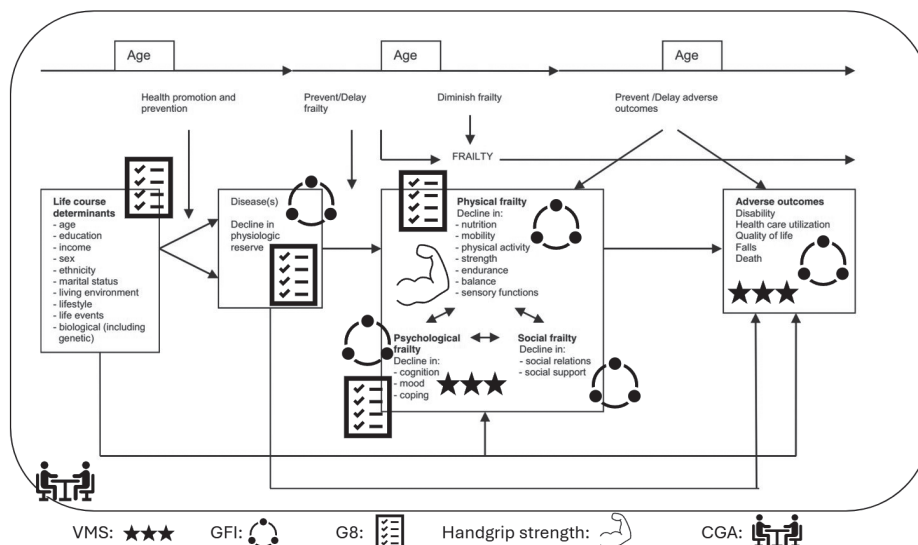 Age
Age
Age
Health promotion and
prevention
Prevent/Delay
frailty
Diminish frailty
Prevent /Delay adverse
outcomes
FRAILTY
Life course
determinants
- age
- education
- income
- sex
- ethnicity
- marital status
- living environment
- lifestyle
- life events
- biological (including
genetic)
Disease(s)
Decline in
physiologic
reserve
Physical frailty
Decline in:
- nutrition
- mobility
- physical activity
- strength
- endurance
- balance
- sensory functions
Psychological
frailty
Decline in:
- cognition
- mood
- coping
Social frailty
Decline in:
- social relations
- social support
Adverse outcomes
Disability
Health care utilization
Quality of life
Falls
Death
VMS:
GFI:
G8:
Handgrip strength:
CGA: